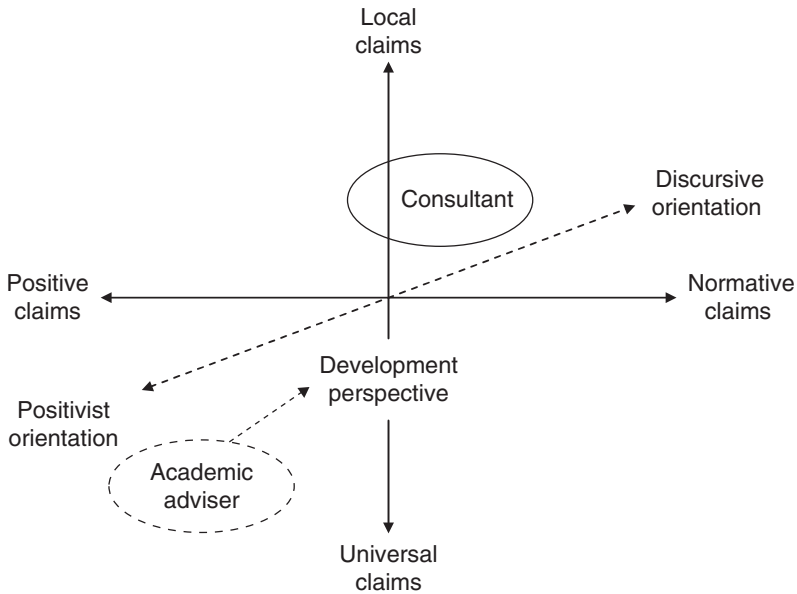 Local
claims
Consultant
Discursive
orientation
Positive
claims
Normative
claims
Development
perspective
Positivist
orientation
Academic
adviser
Universal
claims